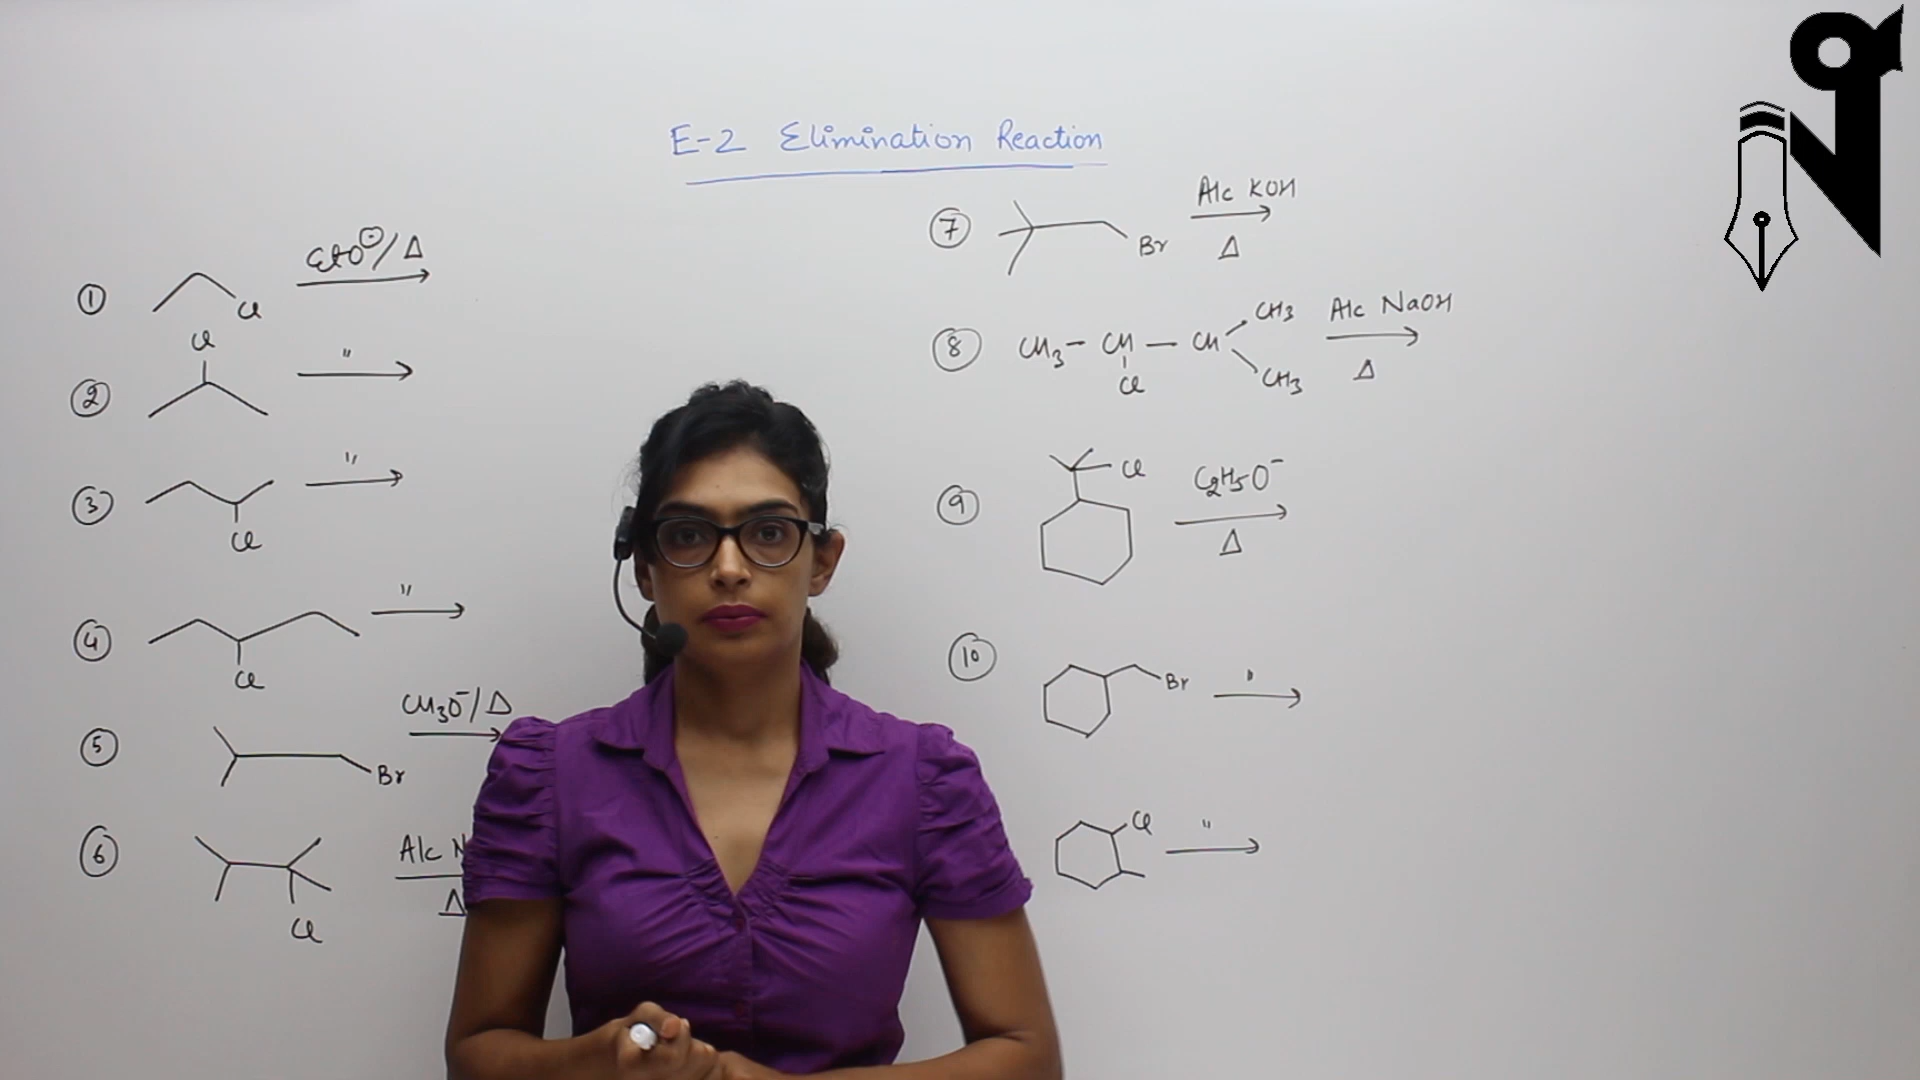 E-2 Elimination Reaction
① EtO⊖/Δ
Cl
② Cl "
③ "
Cl
④ "
Cl
⑤ CH3O⁻/Δ
Br
⑥ Alc
Δ
Cl
⑦ Alc KOH
Br Δ
⑧ CH3 - CH - CH CH3 Alc NaOH
Cl CH3 Δ
⑨ Cl C2H5O⁻
Δ
⑩ Br "
Cl "